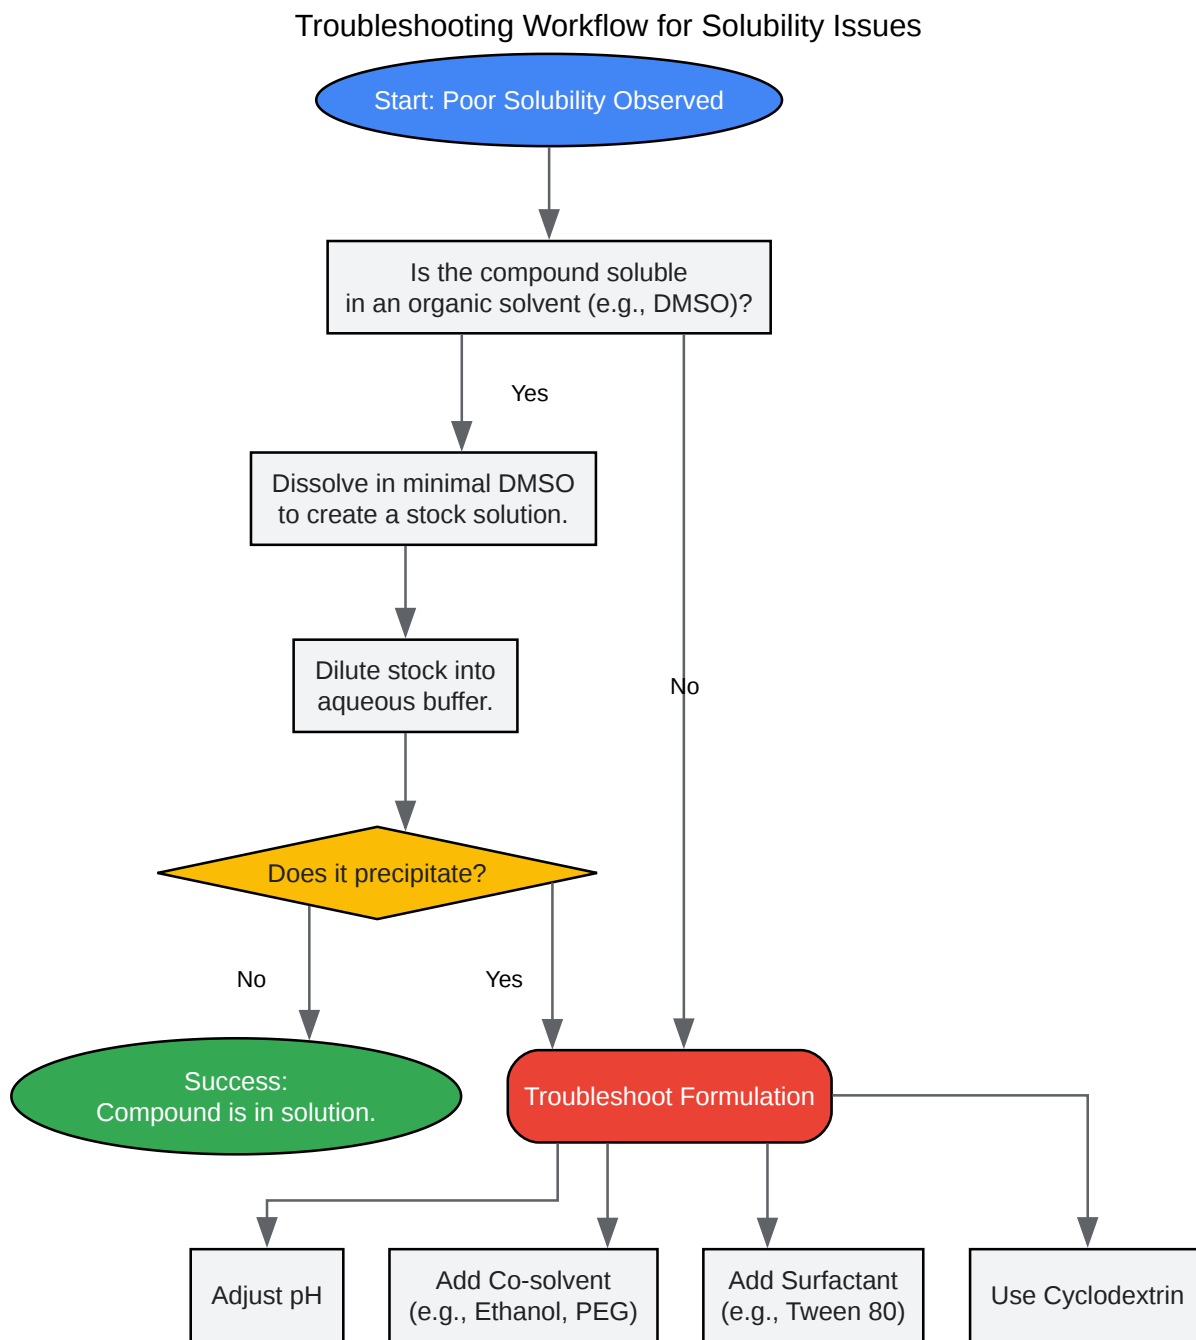 Troubleshooting Workflow for Solubility Issues
Start: Poor Solubility Observed
Is the compound soluble
in an organic solvent (e.g., DMSO)?
Yes
Dissolve in minimal DMSO
to create a stock solution.
Dilute stock into
aqueous buffer.
No
Does it precipitate?
No
Yes
Success:
Compound is in solution.
Troubleshoot Formulation
Adjust pH
Add Co-solvent
(e.g., Ethanol, PEG)
Add Surfactant
(e.g., Tween 80)
Use Cyclodextrin